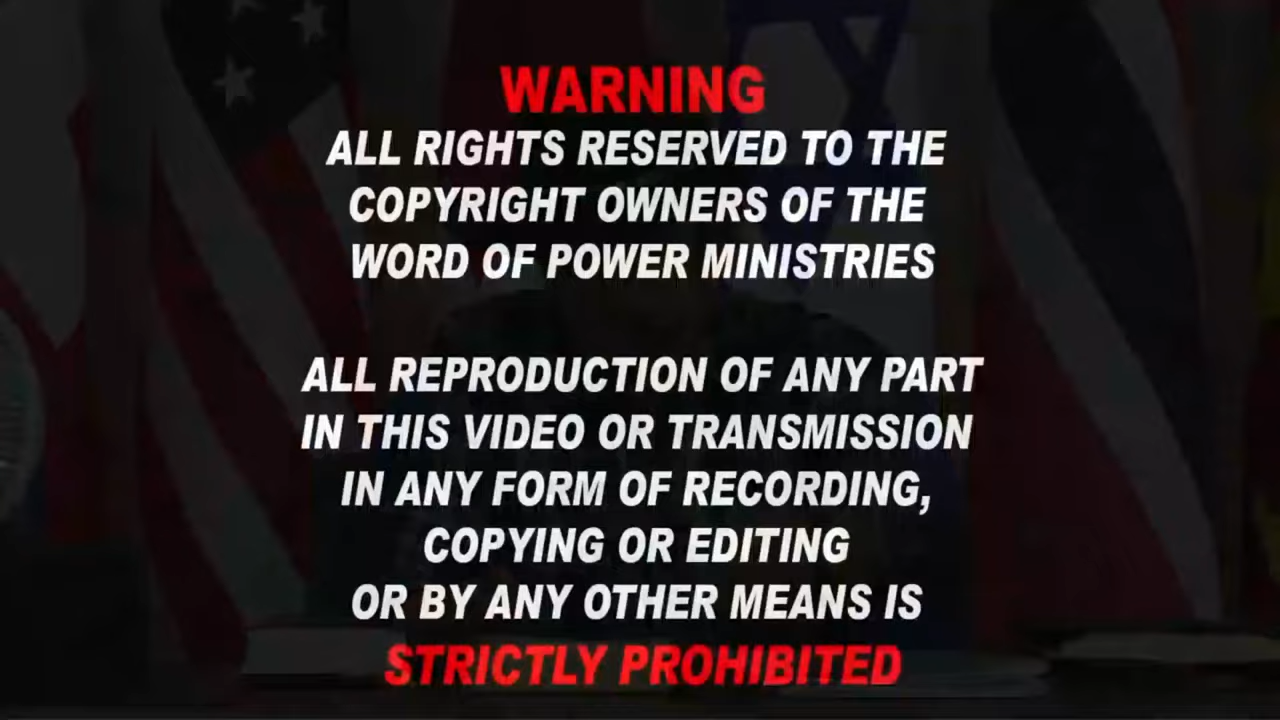 WARNING
ALL RIGHTS RESERVED TO THE
COPYRIGHT OWNERS OF THE
WORD OF POWER MINISTRIES
ALL REPRODUCTION OF ANY PART
IN THIS VIDEO OR TRANSMISSION
IN ANY FORM OF RECORDING,
COPYING OR EDITING
OR BY ANY OTHER MEANS IS
STRICTLY PROHIBITED